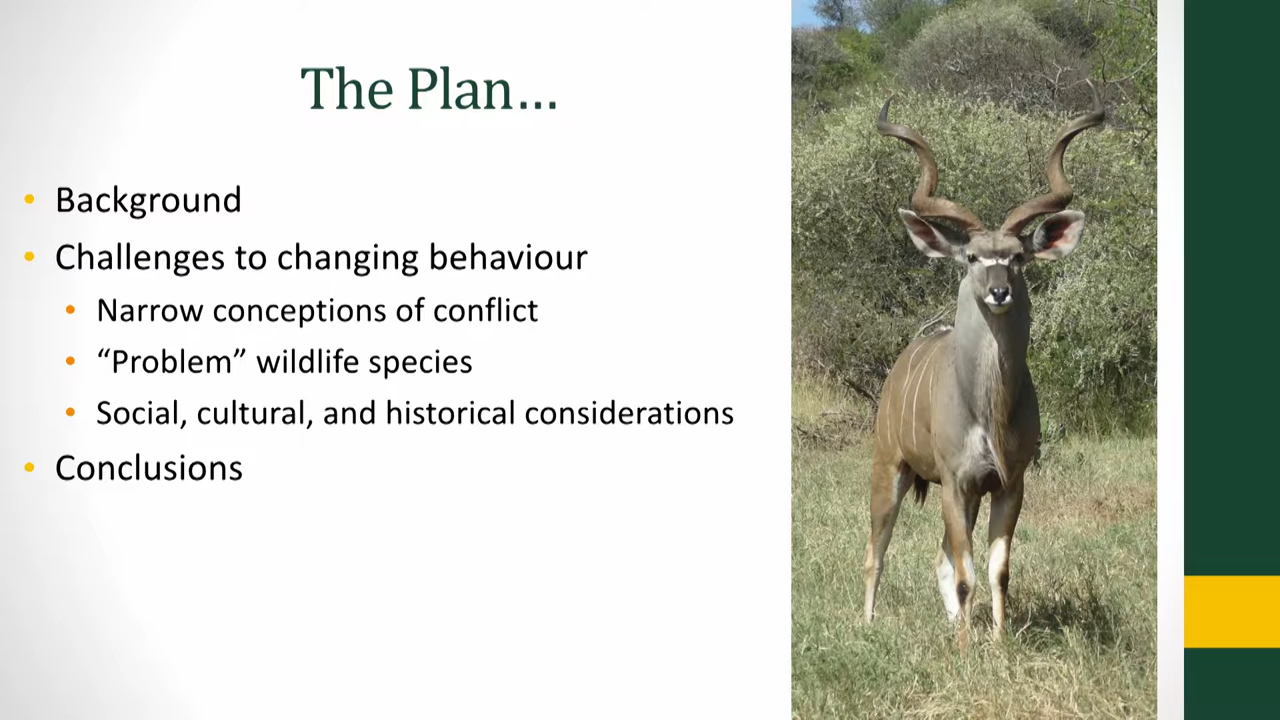 The Plan…
Background
Challenges to changing behaviour
Narrow conceptions of conflict
“Problem” wildlife species
Social, cultural, and historical considerations
Conclusions